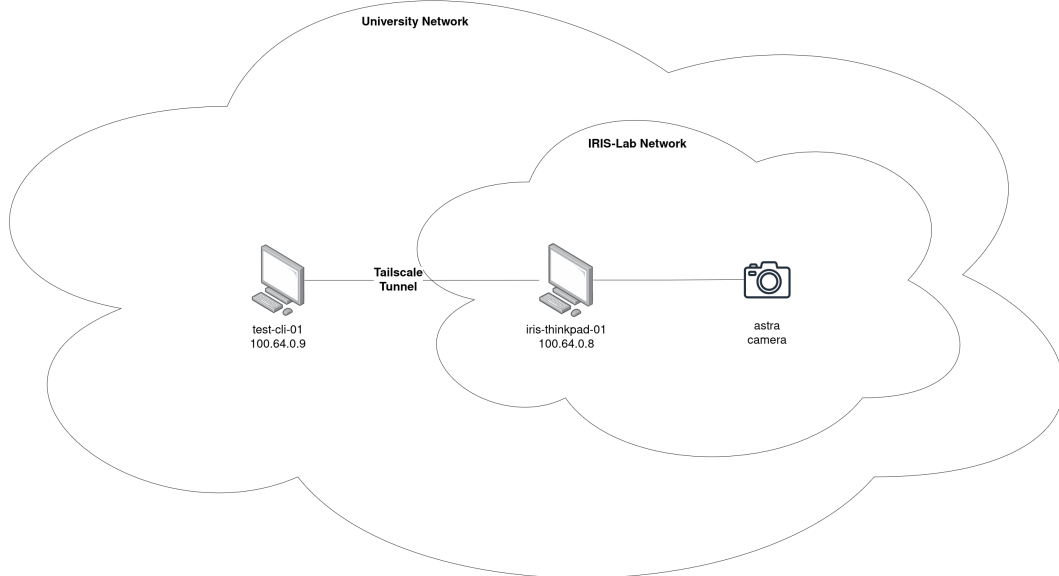 University Network
IRIS-Lab Network
Tailscale
Tunnel
test-cli-01
100.64.0.9
iris-thinkpad-01
100.64.0.8
astra
camera